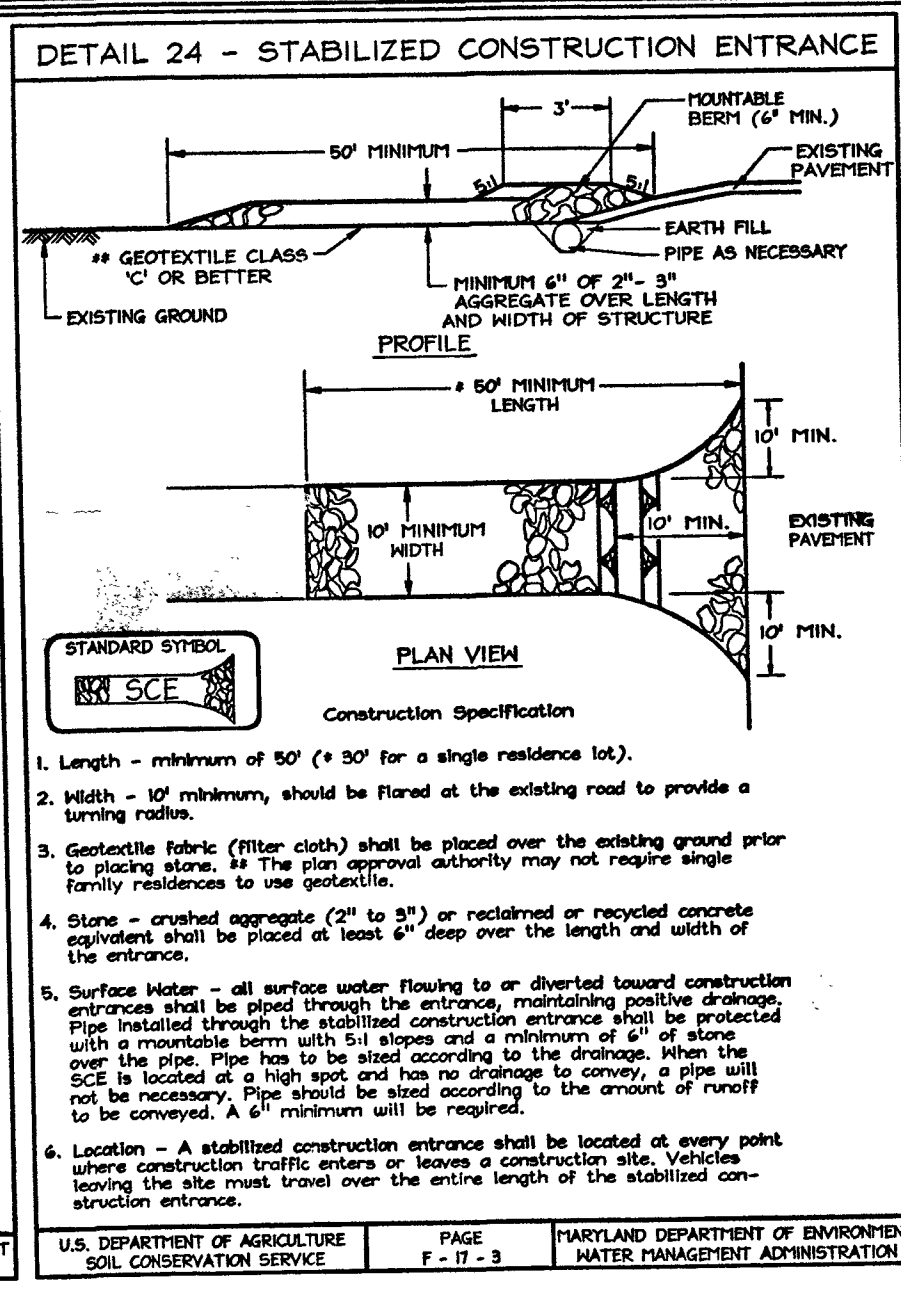 DETAIL 24 - STABILIZED CONSTRUCTION ENTRANCE
3'
MOUNTABLE
BERM (6" MIN.)
50' MINIMUM
EXISTING
PAVEMENT
5:1
5:1
EARTH FILL
** GEOTEXTILE CLASS
'C' OR BETTER
PIPE AS NECESSARY
MINIMUM 6" OF 2"- 3"
AGGREGATE OVER LENGTH
AND WIDTH OF STRUCTURE
EXISTING GROUND
PROFILE
* 50' MINIMUM
LENGTH
10' MIN.
10' MINIMUM
WIDTH
10' MIN.
EXISTING
PAVEMENT
10' MIN.
STANDARD SYMBOL
SCE
PLAN VIEW
Construction Specification
1. Length - minimum of 50' (* 30' for a single residence lot).
2. Width - 10' minimum, should be flared at the existing road to provide a
turning radius.
3. Geotextile fabric (filter cloth) shall be placed over the existing ground prior
to placing stone. ** The plan approval authority may not require single
family residences to use geotextile.
4. Stone - crushed aggregate (2" to 3") or reclaimed or recycled concrete
equivalent shall be placed at least 6" deep over the length and width of
the entrance.
5. Surface Water - all surface water flowing to or diverted toward construction
entrances shall be piped through the entrance, maintaining positive drainage.
Pipe installed through the stabilized construction entrance shall be protected
with a mountable berm with 5:1 slopes and a minimum of 6" of stone
over the pipe. Pipe has to be sized according to the drainage. When the
SCE is located at a high spot and has no drainage to convey, a pipe will
not be necessary. Pipe should be sized according to the amount of runoff
to be conveyed. A 6" minimum will be required.
6. Location - A stabilized construction entrance shall be located at every point
where construction traffic enters or leaves a construction site. Vehicles
leaving the site must travel over the entire length of the stabilized con-
struction entrance.
T
U.S. DEPARTMENT OF AGRICULTURE
SOIL CONSERVATION SERVICE
PAGE
F - 17 - 3
MARYLAND DEPARTMENT OF ENVIRONMEN
WATER MANAGEMENT ADMINISTRATION